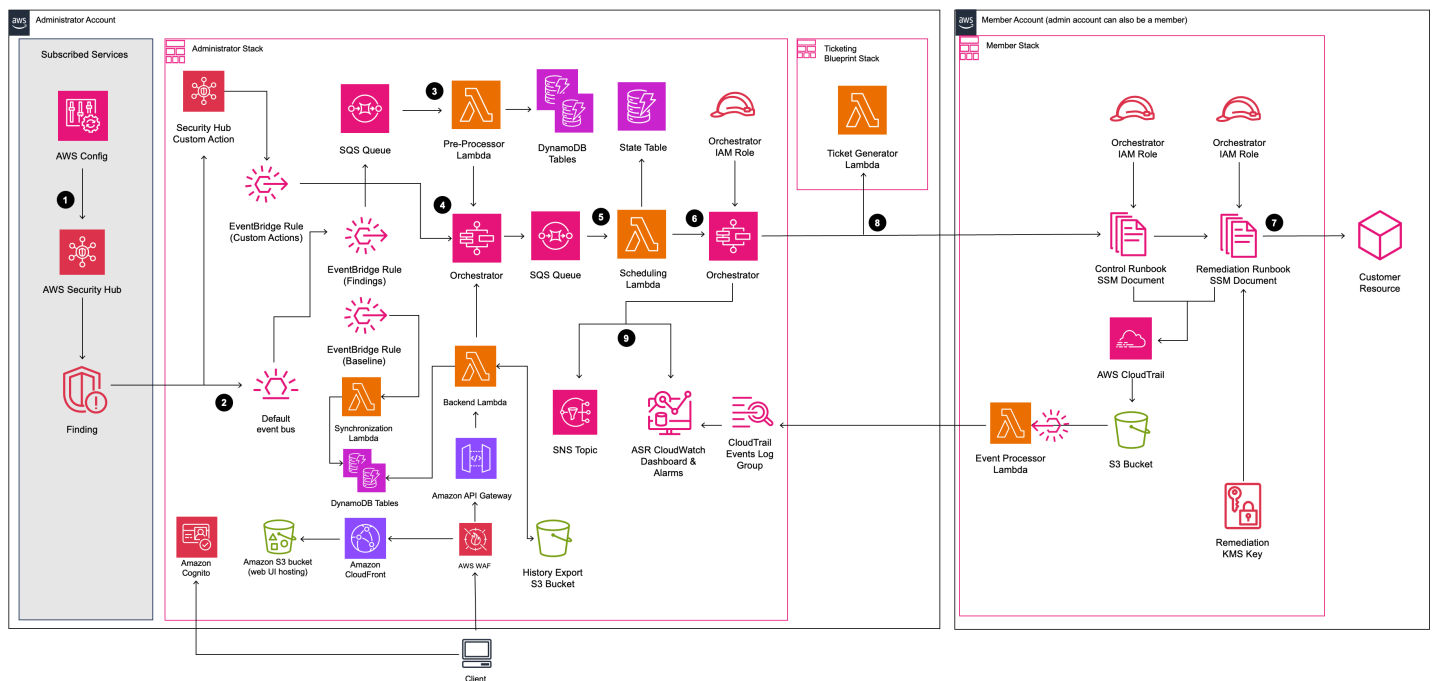 aws
Administrator Account
Subscribed Services
AWS Config
1
AWS Security Hub
Finding
2
Administrator Stack
Security Hub
Custom Action
EventBridge Rule
(Custom Actions)
Default
event bus
SQS Queue
3
Pre-Processor
Lambda
DynamoDB
Tables
State Table
Orchestrator
IAM Role
EventBridge Rule
(Findings)
4
Orchestrator
SQS Queue
5
Scheduling
Lambda
6
Orchestrator
EventBridge Rule
(Baseline)
Synchronization
Lambda
DynamoDB Tables
Backend Lambda
Amazon API Gateway
9
SNS Topic
ASR CloudWatch
Dashboard &
Alarms
CloudTrail
Events Log
Group
Amazon
Cognito
Amazon S3 bucket
(web UI hosting)
Amazon
CloudFront
AWS WAF
History Export
S3 Bucket
Client
Ticketing
Blueprint Stack
Ticket Generator
Lambda
8
aws
Member Account (admin account can also be a member)
Member Stack
Orchestrator
IAM Role
Orchestrator
IAM Role
Control Runbook
SSM Document
Remediation Runbook
SSM Document
7
Customer
Resource
AWS CloudTrail
Event Processor
Lambda
S3 Bucket
Remediation
KMS Key